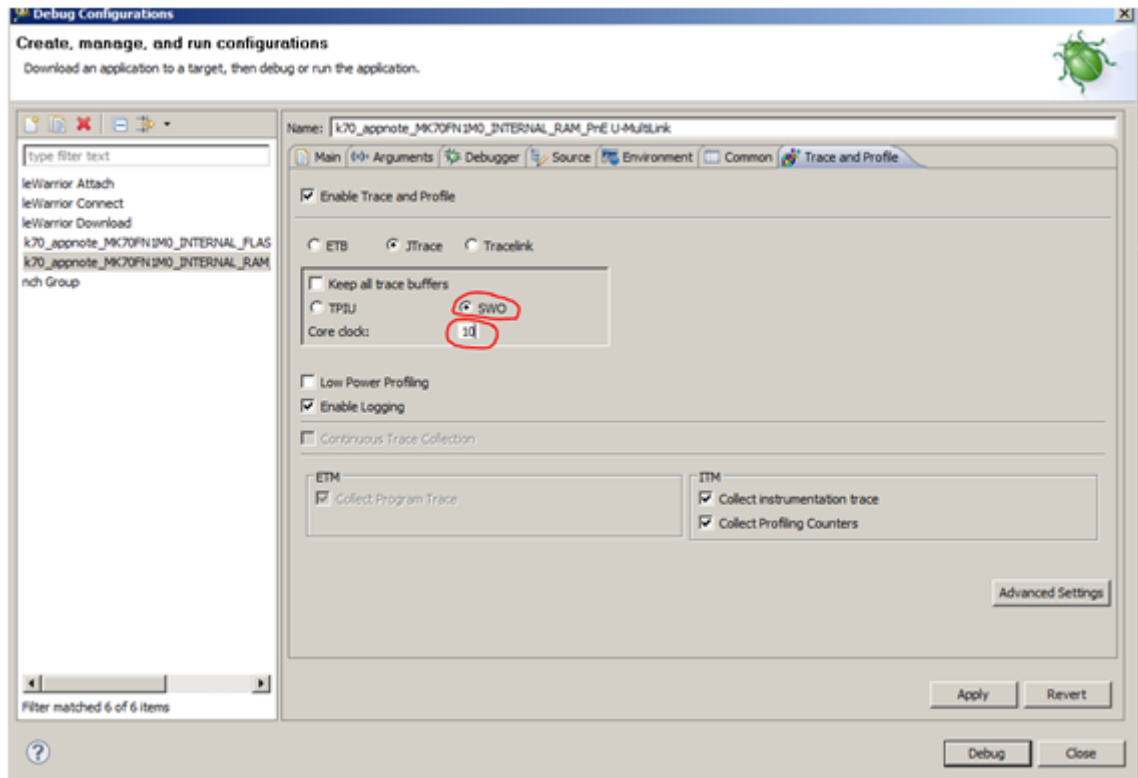 Debug Configurations
Create, manage, and run configurations
Download an application to a target, then debug or run the application.
type filter text
leWarrior Attach
leWarrior Connect
leWarrior Download
k70_appnote_MK70FN1M0_INTERNAL_FLAS
k70_appnote_MK70FN1M0_INTERNAL_RAM_
nch Group
Filter matched 6 of 6 items
Name: k70_appnote_MK70FN1M0_INTERNAL_RAM_PnE U-MultiLink
Main (x)= Arguments Debugger Source Environment Common Trace and Profile
Enable Trace and Profile
ETB JTrace Tracelink
Keep all trace buffers
TPIU SWO
Core clock: 10
Low Power Profiling
Enable Logging
Continuous Trace Collection
ETM
Collect Program Trace
ITM
Collect instrumentation trace
Collect Profiling Counters
Advanced Settings
Apply Revert
Debug Close